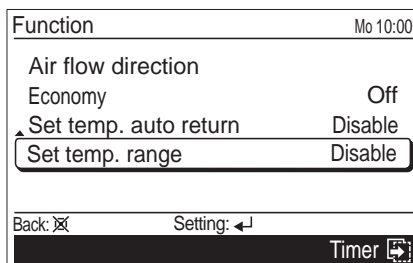 Function Mo 10:00
Air flow direction
Economy Off
Set temp. auto return Disable
Set temp. range Disable
Back: Setting:
Timer